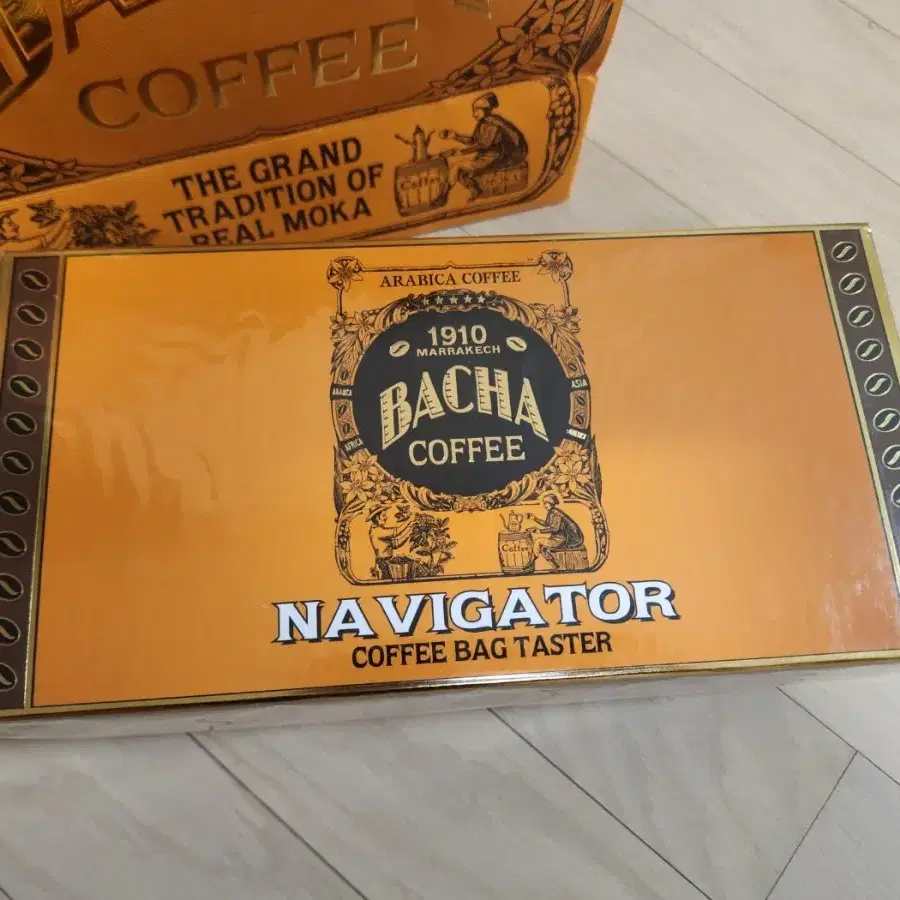 COFFEE
THE GRAND
TRADITION OF
REAL MOKA
Coffee
ARABICA COFFEE
1910
MARRAKECH
BACHA
COFFEE
ARABICA
ASIA
AFRICA
AMERICA
Coffee
NAVIGATOR
COFFEE BAG TASTER